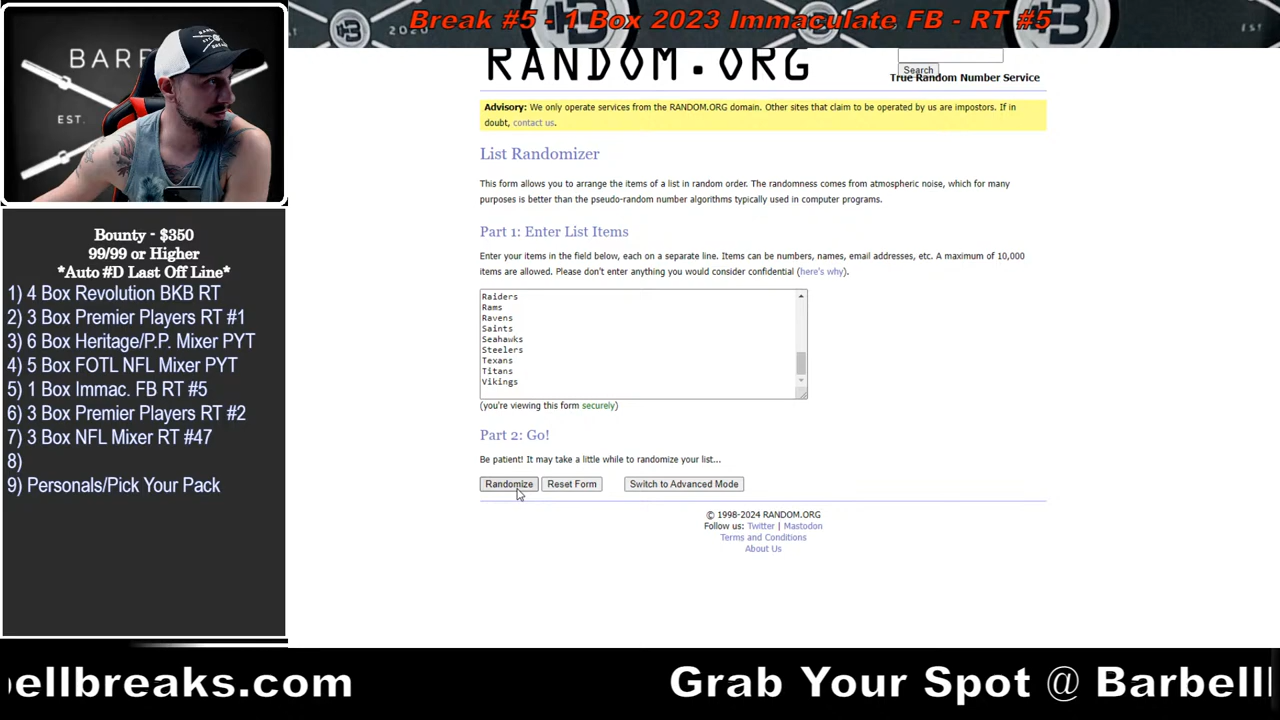 Break #5 - 1 Box 2023 Immaculate FB - RT #5
BARB
EST.
2020
EST
RANDOM.ORG
Search
True Random Number Service
Advisory: We only operate services from the RANDOM.ORG domain. Other sites that claim to be operated by us are impostors. If in
doubt, contact us.
List Randomizer
This form allows you to arrange the items of a list in random order. The randomness comes from atmospheric noise, which for many
purposes is better than the pseudo-random number algorithms typically used in computer programs.
Part 1: Enter List Items
Enter your items in the field below, each on a separate line. Items can be numbers, names, email addresses, etc. A maximum of 10,000
items are allowed. Please don't enter anything you would consider confidential (here's why).
Raiders
Rams
Ravens
Saints
Seahawks
Steelers
Texans
Titans
Vikings
(you're viewing this form securely)
Part 2: Go!
Be patient! It may take a little while to randomize your list...
Randomize
Reset Form
Switch to Advanced Mode
© 1998-2024 RANDOM.ORG
Follow us: Twitter | Mastodon
Terms and Conditions
About Us
Bounty - $350
99/99 or Higher
*Auto #D Last Off Line*
1) 4 Box Revolution BKB RT
2) 3 Box Premier Players RT #1
3) 6 Box Heritage/P.P. Mixer PYT
4) 5 Box FOTL NFL Mixer PYT
5) 1 Box Immac. FB RT #5
6) 3 Box Premier Players RT #2
7) 3 Box NFL Mixer RT #47
8)
9) Personals/Pick Your Pack
ellbreaks.com
Grab Your Spot @ Barbell